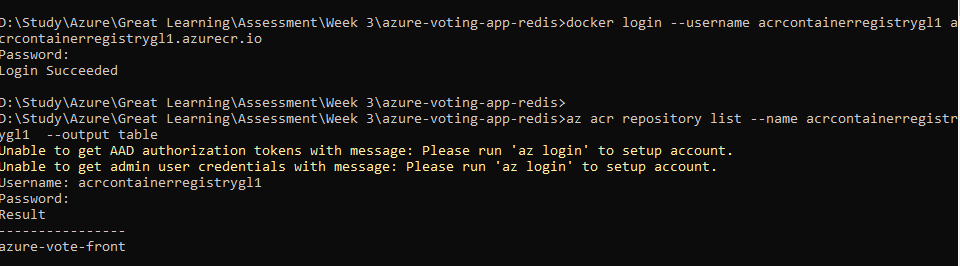 D:\Study\Azure\Great Learning\Assessment\Week 3\azure-voting-app-redis>docker login --username acrcontainerregistrygl1 a
crcontainerregistrygl1.azurecr.io
Password:
Login Succeeded
D:\Study\Azure\Great Learning\Assessment\Week 3\azure-voting-app-redis>
D:\Study\Azure\Great Learning\Assessment\Week 3\azure-voting-app-redis>az acr repository list --name acrcontainerregistr
ygl1  --output table
Unable to get AAD authorization tokens with message: Please run 'az login' to setup account.
Unable to get admin user credentials with message: Please run 'az login' to setup account.
Username: acrcontainerregistrygl1
Password:
Result
----------------
azure-vote-front